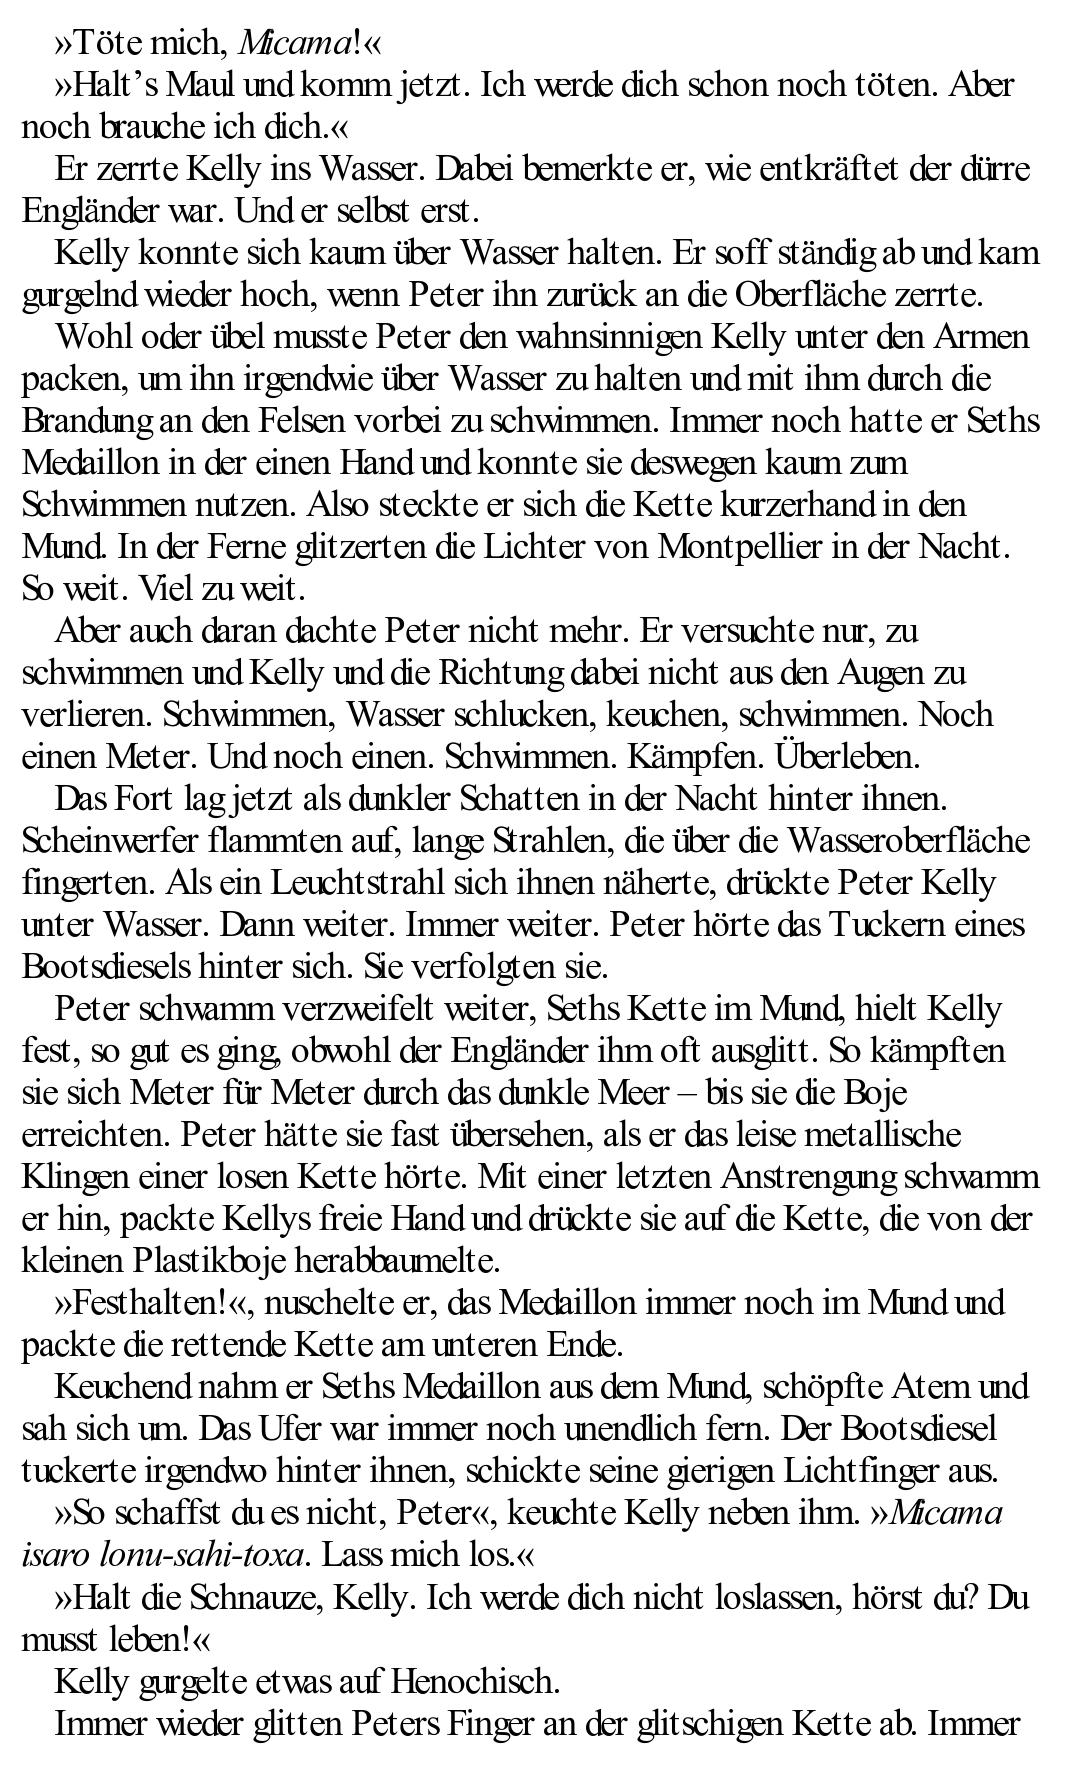 »Töte mich, Micama!«
»Halt’s Maul und komm jetzt. Ich werde dich schon noch töten. Aber
noch brauche ich dich.«
Er zerrte Kelly ins Wasser. Dabei bemerkte er, wie entkräftet der dürre
Engländer war. Und er selbst erst.
Kelly konnte sich kaum über Wasser halten. Er soff ständig ab und kam
gurgelnd wieder hoch, wenn Peter ihn zurück an die Oberfläche zerrte.
Wohl oder übel musste Peter den wahnsinnigen Kelly unter den Armen
packen, um ihn irgendwie über Wasser zu halten und mit ihm durch die
Brandung an den Felsen vorbei zu schwimmen. Immer noch hatte er Seths
Medaillon in der einen Hand und konnte sie deswegen kaum zum
Schwimmen nutzen. Also steckte er sich die Kette kurzerhand in den
Mund. In der Ferne glitzerten die Lichter von Montpellier in der Nacht.
So weit. Viel zu weit.
Aber auch daran dachte Peter nicht mehr. Er versuchte nur, zu
schwimmen und Kelly und die Richtung dabei nicht aus den Augen zu
verlieren. Schwimmen, Wasser schlucken, keuchen, schwimmen. Noch
einen Meter. Und noch einen. Schwimmen. Kämpfen. Überleben.
Das Fort lag jetzt als dunkler Schatten in der Nacht hinter ihnen.
Scheinwerfer flammten auf, lange Strahlen, die über die Wasseroberfläche
fingerten. Als ein Leuchtstrahl sich ihnen näherte, drückte Peter Kelly
unter Wasser. Dann weiter. Immer weiter. Peter hörte das Tuckern eines
Bootsdiesels hinter sich. Sie verfolgten sie.
Peter schwamm verzweifelt weiter, Seths Kette im Mund, hielt Kelly
fest, so gut es ging, obwohl der Engländer ihm oft ausglitt. So kämpften
sie sich Meter für Meter durch das dunkle Meer – bis sie die Boje
erreichten. Peter hätte sie fast übersehen, als er das leise metallische
Klingen einer losen Kette hörte. Mit einer letzten Anstrengung schwamm
er hin, packte Kellys freie Hand und drückte sie auf die Kette, die von der
kleinen Plastikboje herabbaumelte.
»Festhalten!«, nuschelte er, das Medaillon immer noch im Mund und
packte die rettende Kette am unteren Ende.
Keuchend nahm er Seths Medaillon aus dem Mund, schöpfte Atem und
sah sich um. Das Ufer war immer noch unendlich fern. Der Bootsdiesel
tuckerte irgendwo hinter ihnen, schickte seine gierigen Lichtfinger aus.
»So schaffst du es nicht, Peter«, keuchte Kelly neben ihm. »Micama
isaro lonu-sahi-toxa. Lass mich los.«
»Halt die Schnauze, Kelly. Ich werde dich nicht loslassen, hörst du? Du
musst leben!«
Kelly gurgelte etwas auf Henochisch.
Immer wieder glitten Peters Finger an der glitschigen Kette ab. Immer